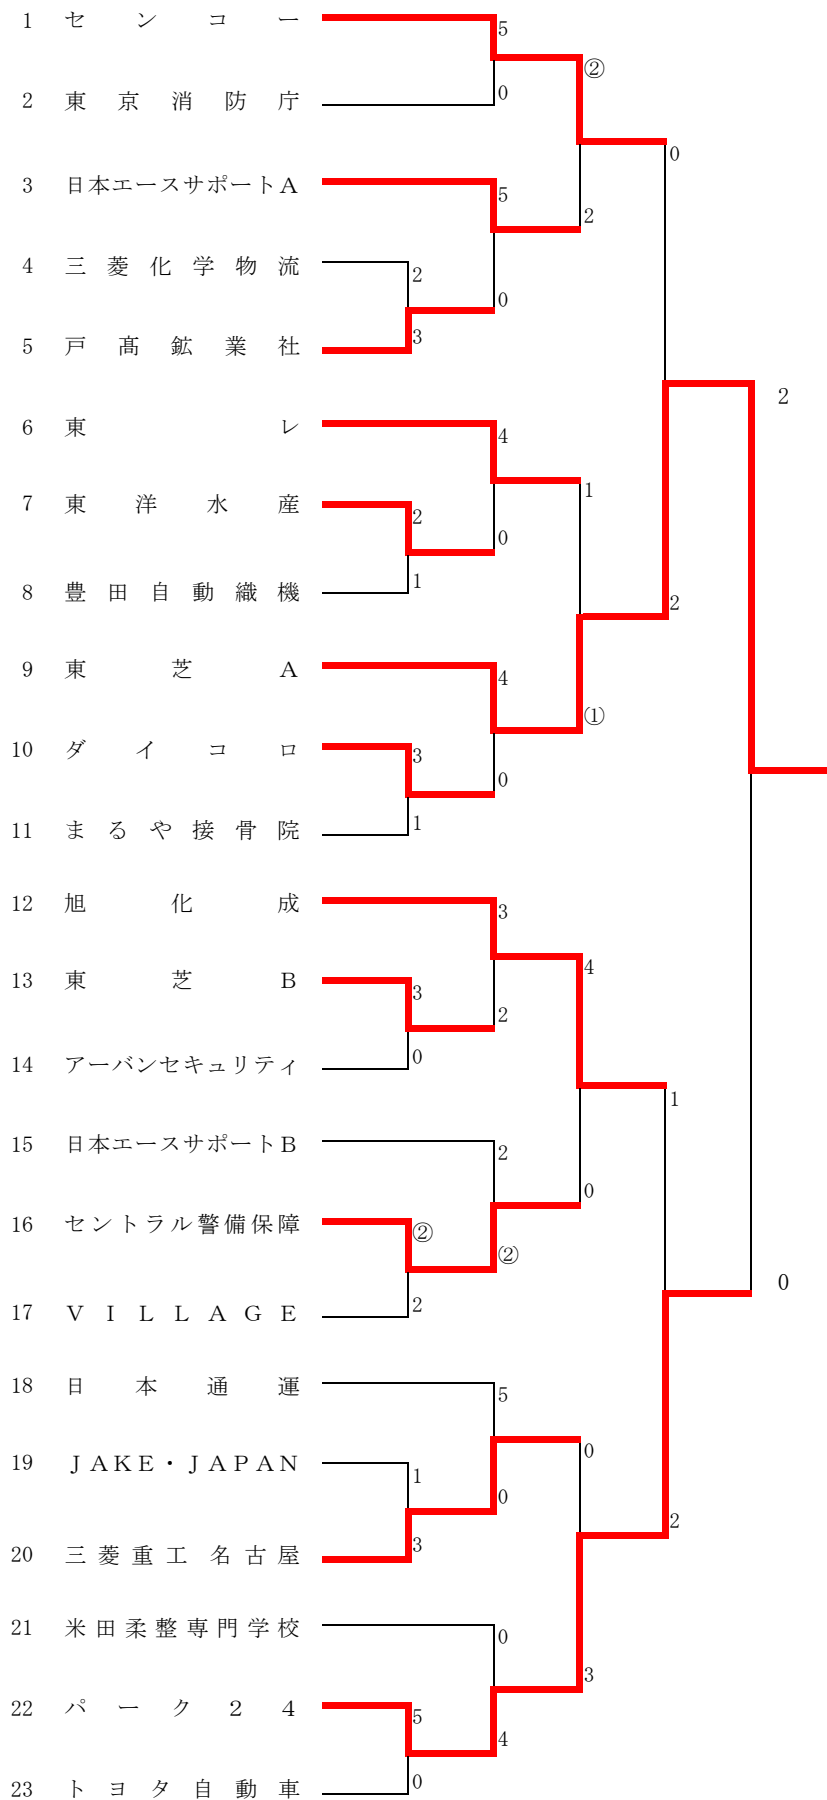 1 センコー 5
②
2 東京消防庁 0
0
3 日本エースサポートA 5
2
4 三菱化学物流 2
0
5 戸髙鉱業社 3
2
6 東レ 4
1
7 東洋水産 2
0
8 豊田自動織機 1
2
9 東芝A 4
①
10 ダイコロ 3
0
11 まるや接骨院 1
12 旭化成 3
4
13 東芝B 3
2
14 アーバンセキュリティ 0
1
15 日本エースサポートB 2
0
16 セントラル警備保障 ②
②
17 VILLAGE 2
0
18 日本通運 5
0
19 JAKE・JAPAN 1
0
20 三菱重工名古屋 3
2
21 米田柔整専門学校 0
3
22 パーク24 5
4
23 トヨタ自動車 0